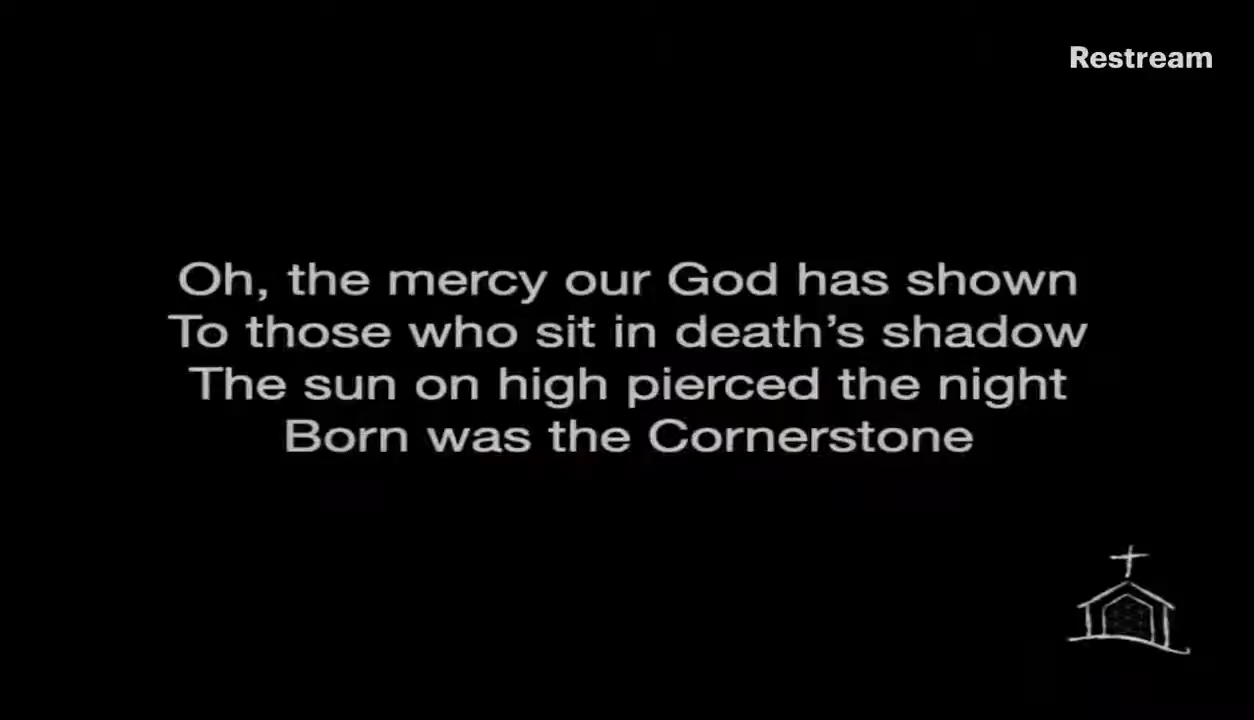 Restream
Oh, the mercy our God has shown
To those who sit in death’s shadow
The sun on high pierced the night
Born was the Cornerstone